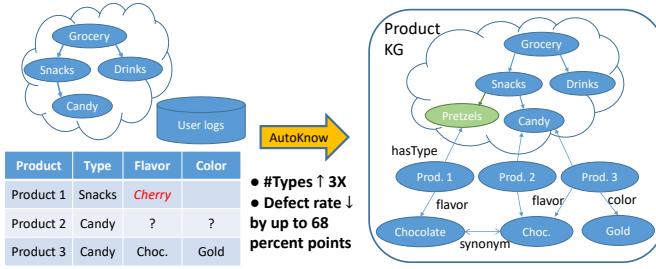 Grocery
Snacks
Drinks
Candy
User logs
Product Type Flavor Color
Product 1 Snacks Cherry
Product 2 Candy ? ?
Product 3 Candy Choc. Gold
AutoKnow
● #Types ↑ 3X
● Defect rate ↓
by up to 68
percent points
Product
KG
Grocery
Snacks
Drinks
Pretzels
Candy
hasType
Prod. 1
Prod. 2
Prod. 3
flavor
flavor
color
Chocolate
synonym
Choc.
Gold